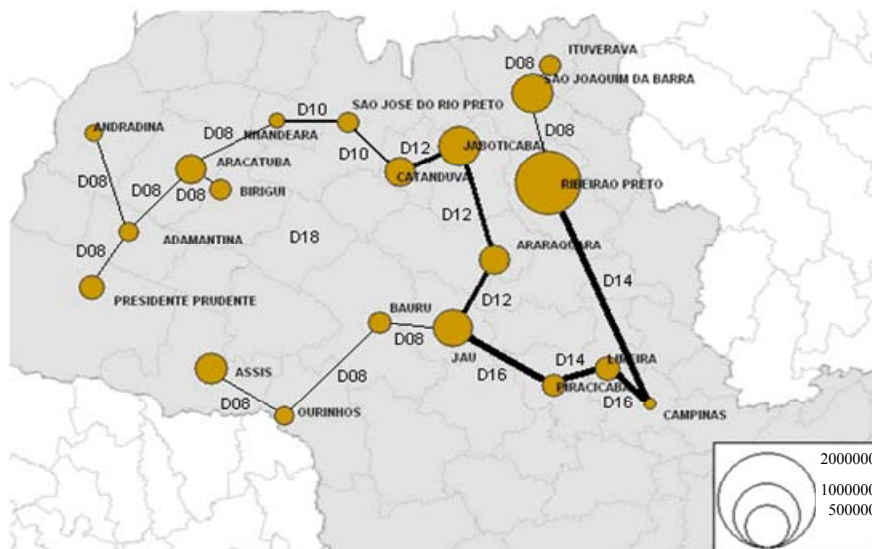 ITUVERAVA
D08
SAO JOAQUIM DA BARRA
D10
SAO JOSE DO RIO PRETO
ANDRADINA
D08
NHANDEARA
D08
D12
JABOTICABAL
D10
D08
ARACATUBA
CATANDUVA
RIBEIRAO PRETO
D08
D08
BIRIGUI
D12
ADAMANTINA
D18
ARARAQUARA
D08
D14
PRESIDENTE PRUDENTE
BAURU
D12
D08
JAU
D14
LIMEIRA
ASSIS
D08
D16
PIRACICABA
D08
D16
OURINHOS
CAMPINAS
2000000
1000000
500000